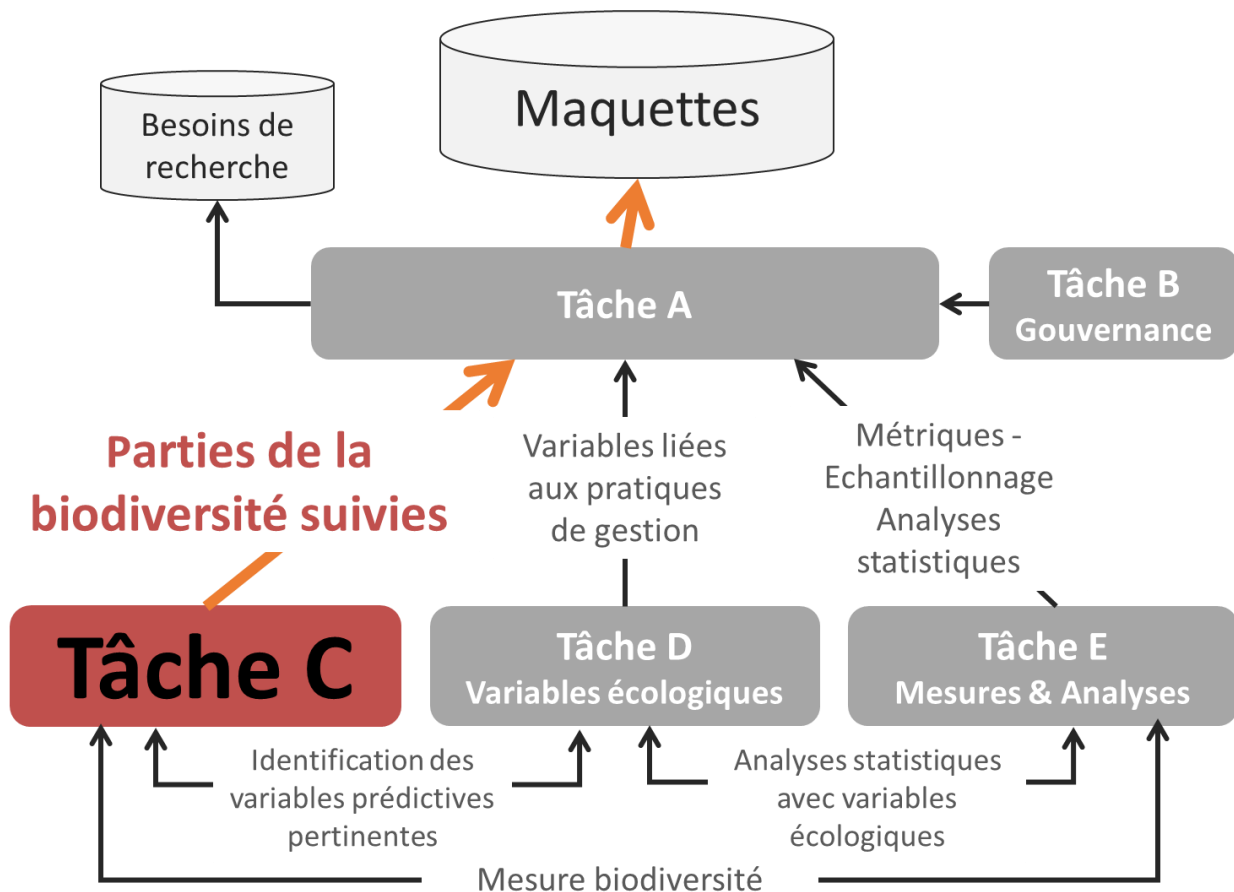 Maquettes
Besoins de
recherche
Tâche A
Tâche B
Gouvernance
Parties de la
biodiversité suivies
Variables liées
aux pratiques
de gestion
Métriques -
Echantillonnage
Analyses
statistiques
Tâche C
Tâche D
Variables écologiques
Tâche E
Mesures & Analyses
Identification des
variables prédictives
pertinentes
Analyses statistiques
avec variables
écologiques
Mesure biodiversité